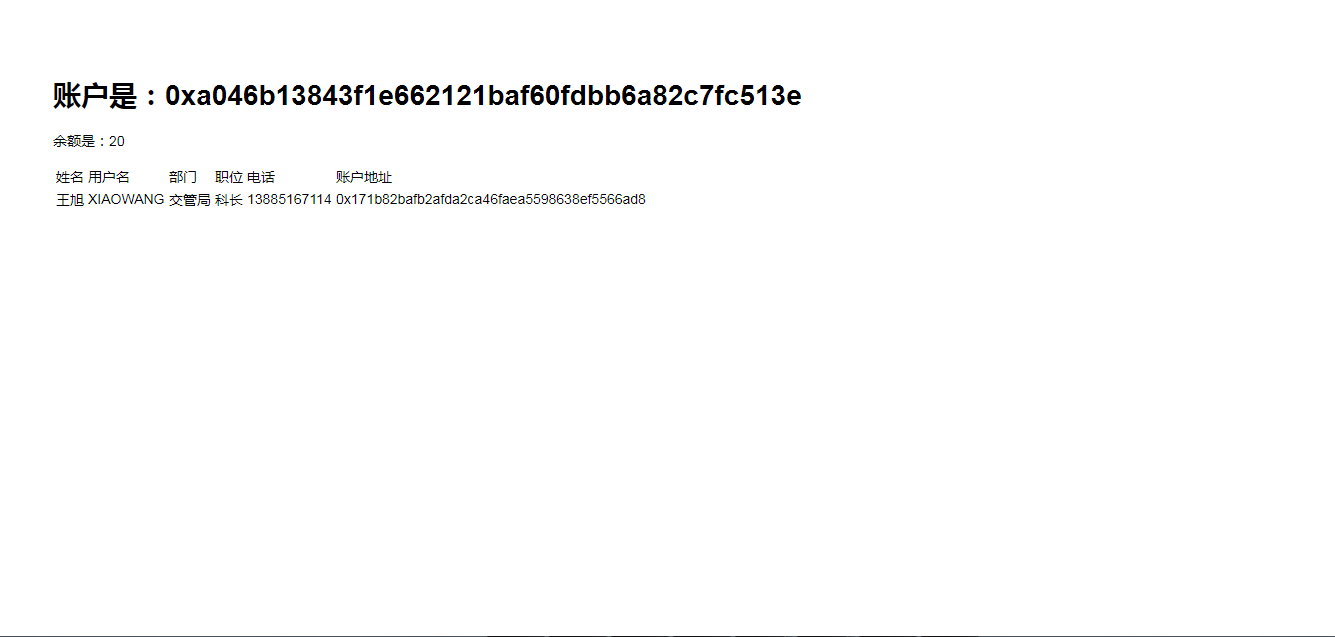 账户是：0xa046b13843f1e662121baf60fdbb6a82c7fc513e
余额是：20
姓名 用户名 部门 职位 电话 账户地址
王旭 XIAOWANG 交管局 科长 13885167114 0x171b82bafb2afda2ca46faea5598638ef5566ad8